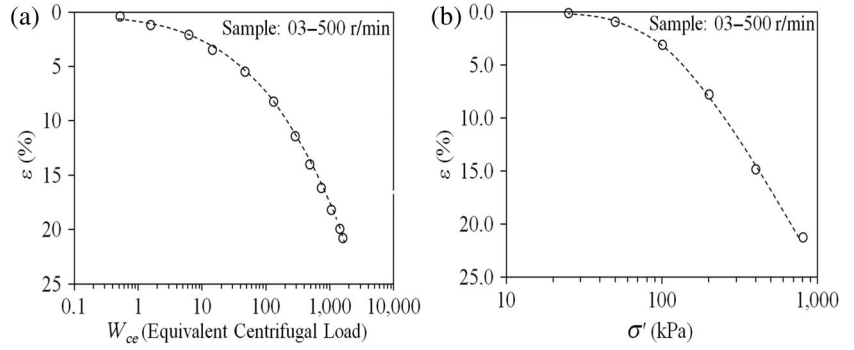 (a)
Sample: 03–500 r/min
0
5
10
15
20
25
ε (%)
0.1 1 10 100 1,000 10,000
W_ce (Equivalent Centrifugal Load)
(b)
Sample: 03–500 r/min
0.0
5.0
10.0
15.0
20.0
25.0
ε (%)
10 100 1,000
σ′ (kPa)